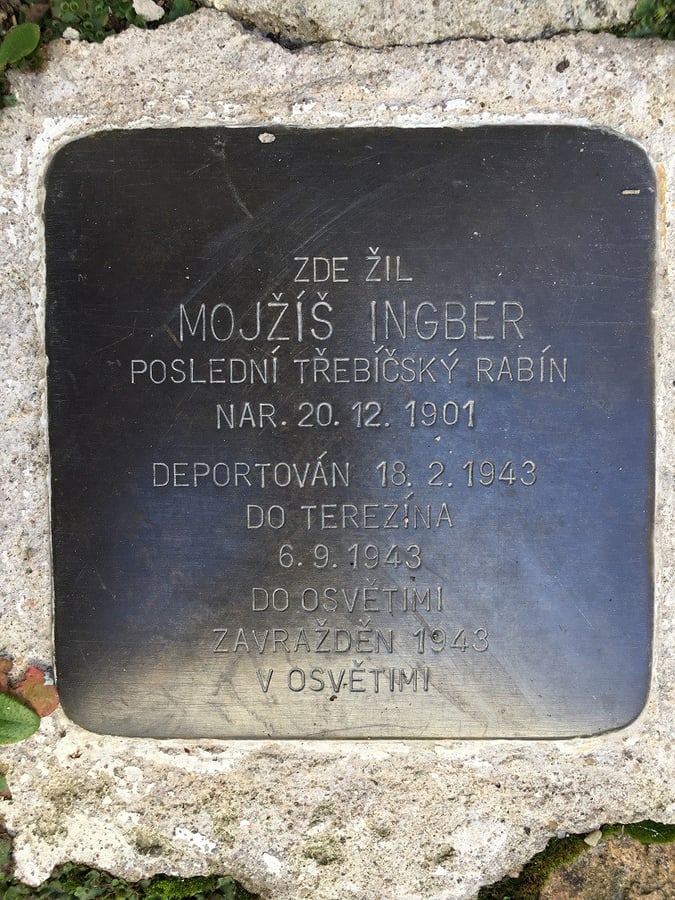 ZDE ŽIL
MOJŽÍŠ INGBER
POSLEDNÍ TŘEBÍČSKÝ RABÍN
NAR. 20. 12. 1901
DEPORTOVÁN 18. 2. 1943
DO TEREZÍNA
6. 9. 1943
DO OSVĚTIMI
ZAVRAŽDĚN 1943
V OSVĚTIMI